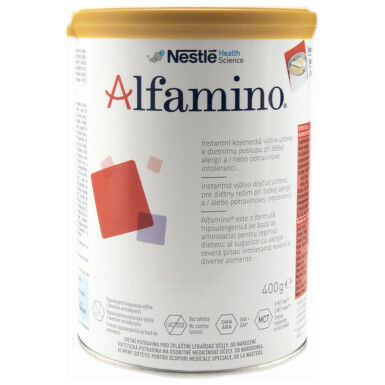 Nestlé Health Science
Alfamino®
Instantní kojenecká výživa určená
k dietnímu postupu při těžké
alergii a / nebo potravinové
intoleranci.
Instantná výživa dojčiat určená
pre diétny režim pri ťažkej alergii
a / alebo potravinovej intolerancii.
Alfamino® este o formulă
hipoalergenică pe bază de
aminoacizi pentru regimul
dietetic al sugarilor cu alergie
severă și/sau intoleranță severă la
diverse alimente
400g℮
LACTOSE
Bez laktózy
DHA
ARA
MCT
DIETNÍ POTRAVINA PRO ZVLÁŠTNÍ LÉKAŘSKÉ ÚČELY. OD NAROZENÍ
DIETETICKÁ POTRAVINA NA OSOBITNÉ MEDICÍNSKE ÚČELY. OD NARODENIA
ALIMENT DIETETIC PENTRU SCOPURI MEDICALE SPECIALE, DE LA NAȘTERE.